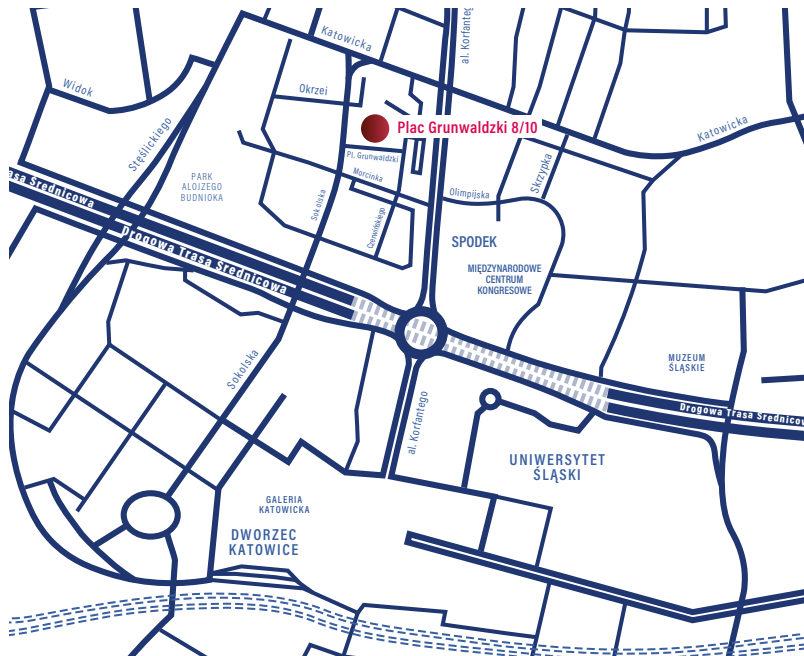 Katowicka
al. Korfantego
Widok
Okrzei
Stęślickiego
Plac Grunwaldzki 8/10
Katowicka
Pl. Grunwaldzki
Morcinka
Skrzypka
PARK
ALOJZEGO
BUDNIOKA
Trasa Średnicowa
Sokolska
Olimpijska
Czerwińskiego
SPODEK
Drogowa Trasa Średnicowa
MIĘDZYNARODOWE
CENTRUM
KONGRESOWE
Sokolska
MUZEUM
ŚLĄSKIE
al. Korfantego
Drogowa Trasa Średnicow
UNIWERSYTET
ŚLĄSKI
GALERIA
KATOWICKA
DWORZEC
KATOWICE